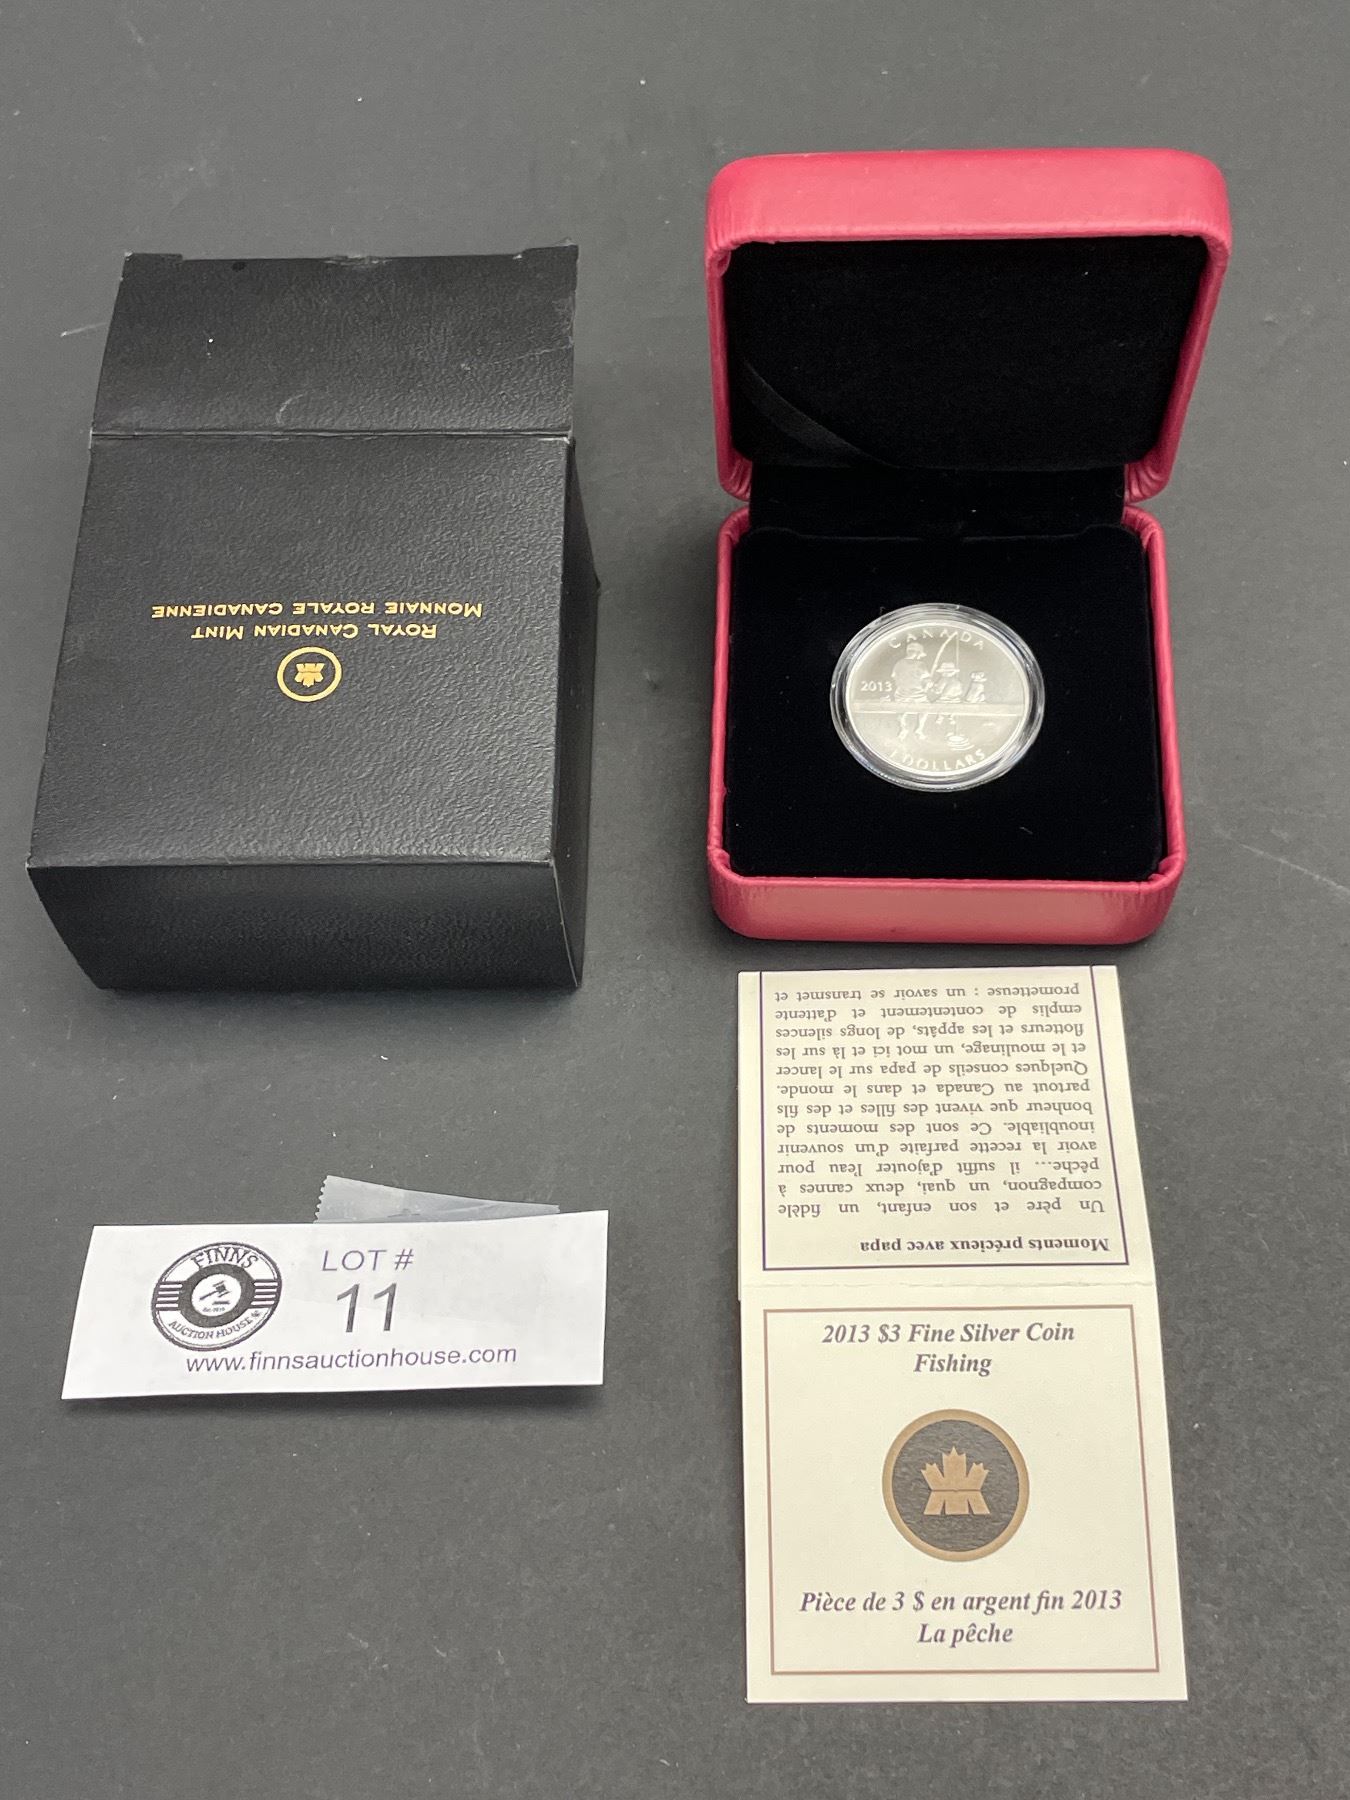 ROYAL CANADIAN MINT
MONNAIE ROYALE CANADIENNE
CANADA
2013
3 DOLLARS
Moments précieux avec papa
Un père et son enfant, un fidèle
compagnon, un quai, deux cannes à
pêche… il suffit d'ajouter l'eau pour
avoir la recette parfaite d'un souvenir
inoubliable. Ce sont des moments de
bonheur que vivent des filles et des fils
partout au Canada et dans le monde.
Quelques conseils de papa sur le lancer
et le moulinage, un mot ici et là sur les
flotteurs et les appâts, de longs silences
emplis de contentement et d'attente
prometteuse : un savoir se transmet et
FINNS
AUCTION HOUSE
LOT #
11
www.finnsauctionhouse.com
2013 $3 Fine Silver Coin
Fishing
Pièce de 3 $ en argent fin 2013
La pêche